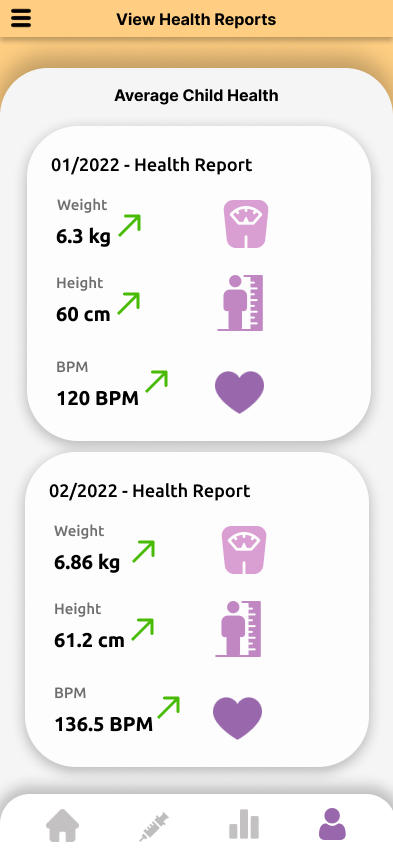 View Health Reports
Average Child Health
01/2022 - Health Report
Weight
6.3 kg
Height
60 cm
BPM
120 BPM
02/2022 - Health Report
Weight
6.86 kg
Height
61.2 cm
BPM
136.5 BPM